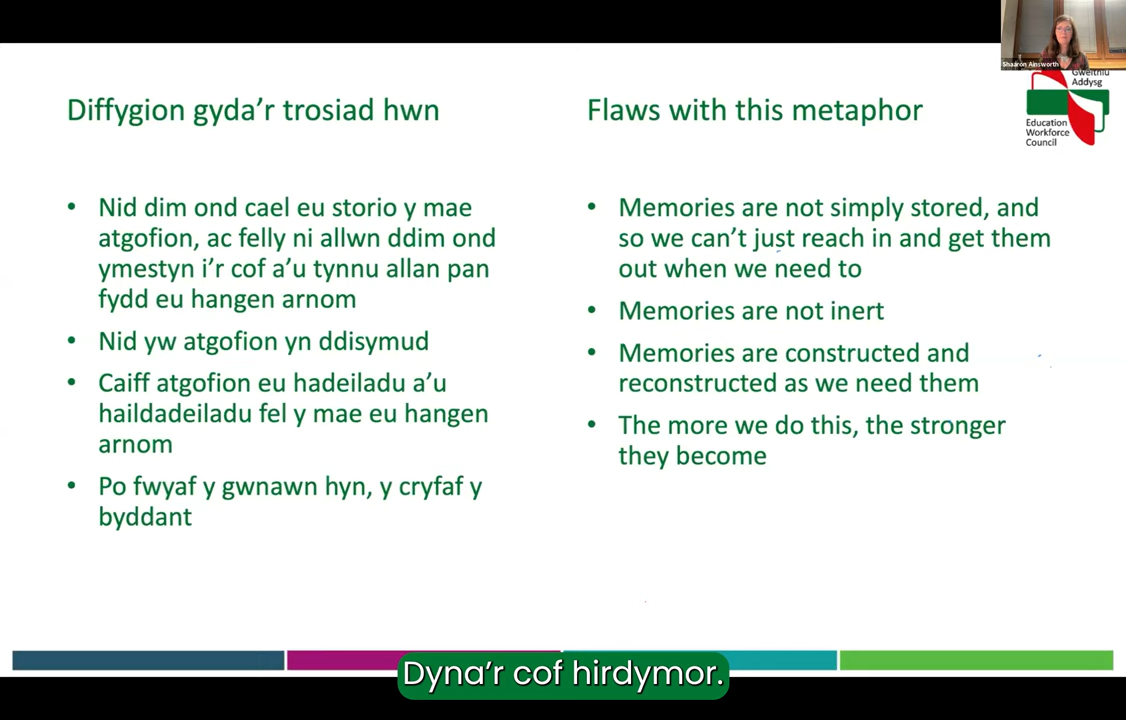 Shaaron Ainsworth
Gweithlu
Addysg
Education
Workforce
Council
Diffygion gyda’r trosiad hwn
• Nid dim ond cael eu storio y mae
atgofion, ac felly ni allwn ddim ond
ymestyn i’r cof a’u tynnu allan pan
fydd eu hangen arnom
• Nid yw atgofion yn ddisymud
• Caiff atgofion eu hadeiladu a’u
haildadeiladu fel y mae eu hangen
arnom
• Po fwyaf y gwnawn hyn, y cryfaf y
byddant
Flaws with this metaphor
• Memories are not simply stored, and
so we can’t just reach in and get them
out when we need to
• Memories are not inert
• Memories are constructed and
reconstructed as we need them
• The more we do this, the stronger
they become
Dyna’r cof hirdymor.